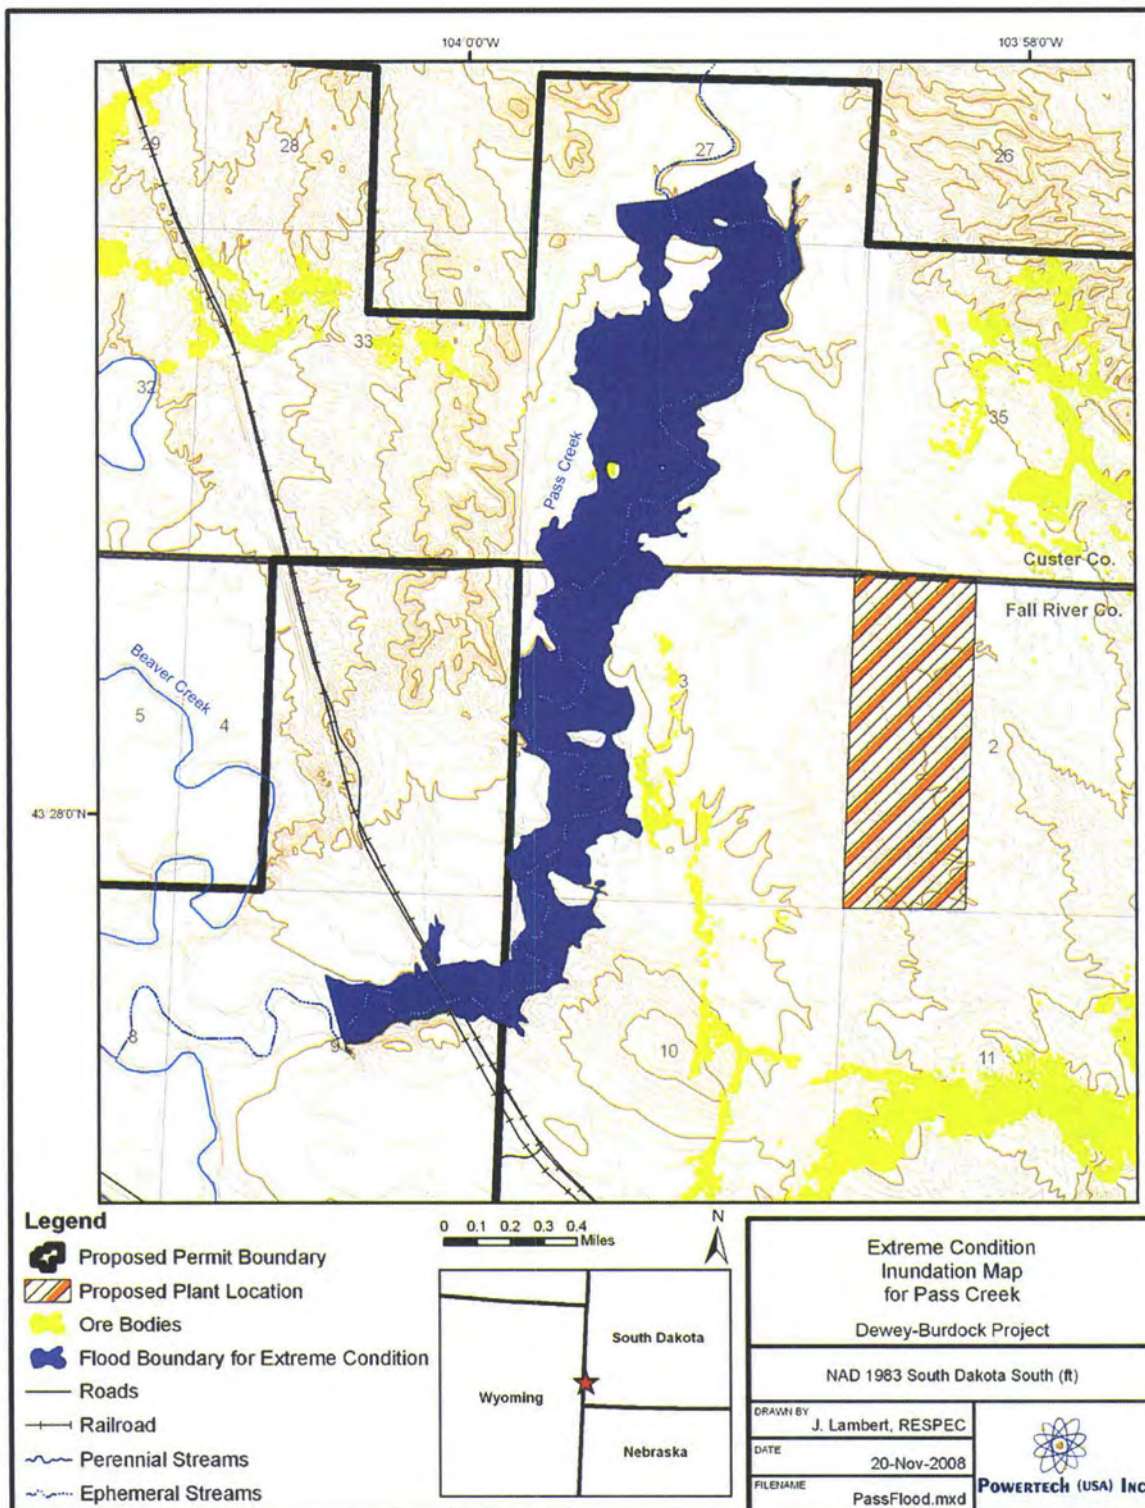 104°0'0"W
103°58'0"W
29
28
27
26
33
32
35
Pass Creek
Custer Co.
Fall River Co.
Beaver Creek
5
4
3
2
43°28'0"N
8
9
10
11
Legend
Proposed Permit Boundary
Proposed Plant Location
Ore Bodies
Flood Boundary for Extreme Condition
Roads
Railroad
Perennial Streams
Ephemeral Streams
0 0.1 0.2 0.3 0.4
Miles
N
South Dakota
Wyoming
Nebraska
Extreme Condition
Inundation Map
for Pass Creek
Dewey-Burdock Project
NAD 1983 South Dakota South (ft)
DRAWN BY
J. Lambert, RESPEC
DATE
20-Nov-2008
FILENAME
PassFlood.mxd
POWERTECH (USA) INC